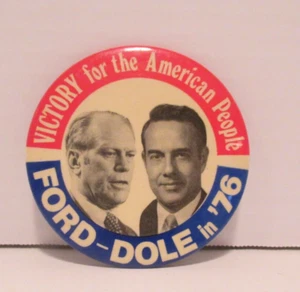 VICTORY for the American People
FORD-DOLE in '76